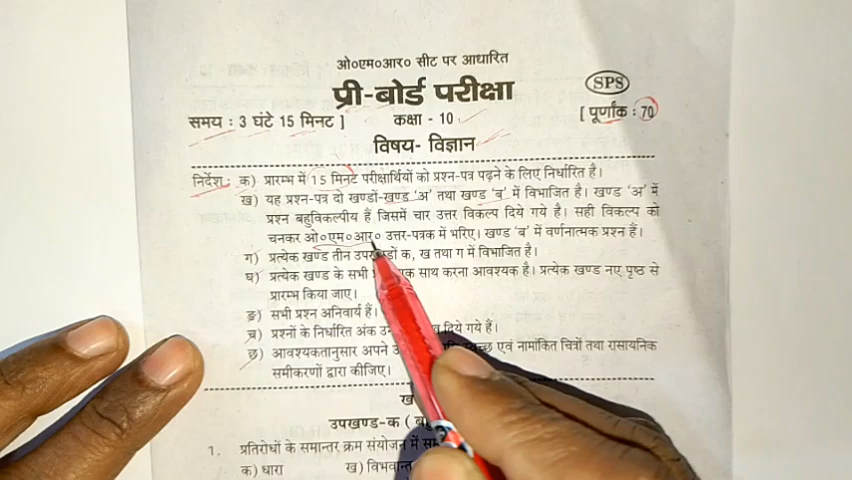 ओ०एम०आर० सीट पर आधारित
प्री-बोर्ड परीक्षा
SPS
समय : 3 घंटे 15 मिनट ]
कक्षा - 10
[ पूर्णांक : 70
विषय- विज्ञान
निर्देश : क) प्रारम्भ में 15 मिनट परीक्षार्थियों को प्रश्न-पत्र पढ़ने के लिए निर्धारित है।
ख) यह प्रश्न-पत्र दो खण्डों-खण्ड 'अ' तथा खण्ड 'ब' में विभाजित है। खण्ड 'अ' में
प्रश्न बहुविकल्पीय हैं जिसमें चार उत्तर विकल्प दिये गये है। सही विकल्प को
चनकर ओ०एम०आर० उत्तर-पत्रक में भरिए। खण्ड 'ब' में वर्णनात्मक प्रश्न हैं।
ग) प्रत्येक खण्ड तीन उपखण्डों क, ख तथा ग में विभाजित है।
घ) प्रत्येक खण्ड के सभी साथ करना आवश्यक है। प्रत्येक खण्ड नए पृष्ठ से
प्रारम्भ किया जाए।
ङ) सभी प्रश्न अनिवार्य हैं।
च) प्रश्नों के निर्धारित अंक दिये गये हैं।
छ) आवश्यकतानुसार अपने एवं नामांकित चित्रों तथा रासायनिक
समीकरणों द्वारा कीजिए।
उपखण्ड-क (
1. प्रतिरोधों के समान्तर क्रम संयोजन में
क) धारा ख) विभवान्त